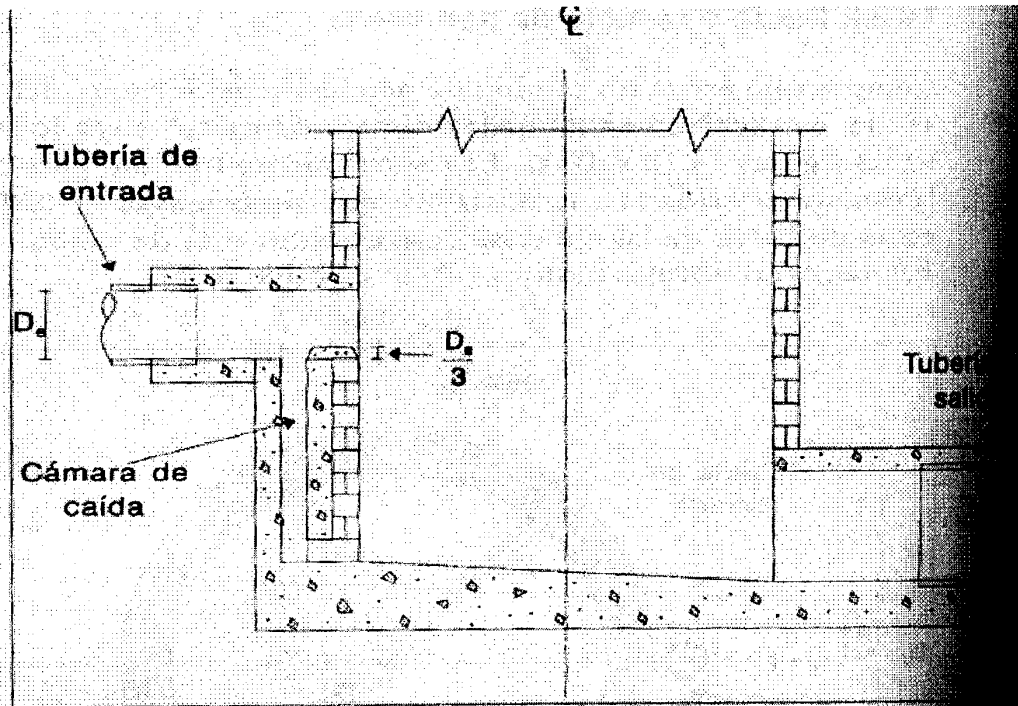 ℄
Tubería de
entrada
Dₑ
Dₑ
3
Cámara de
caída